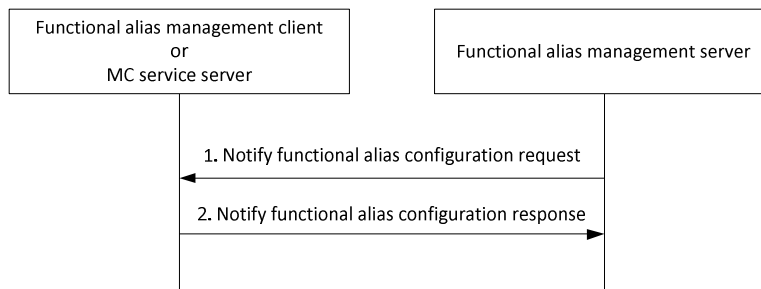 Functional alias management client
or
MC service server
Functional alias management server
1. Notify functional alias configuration request
2. Notify functional alias configuration response